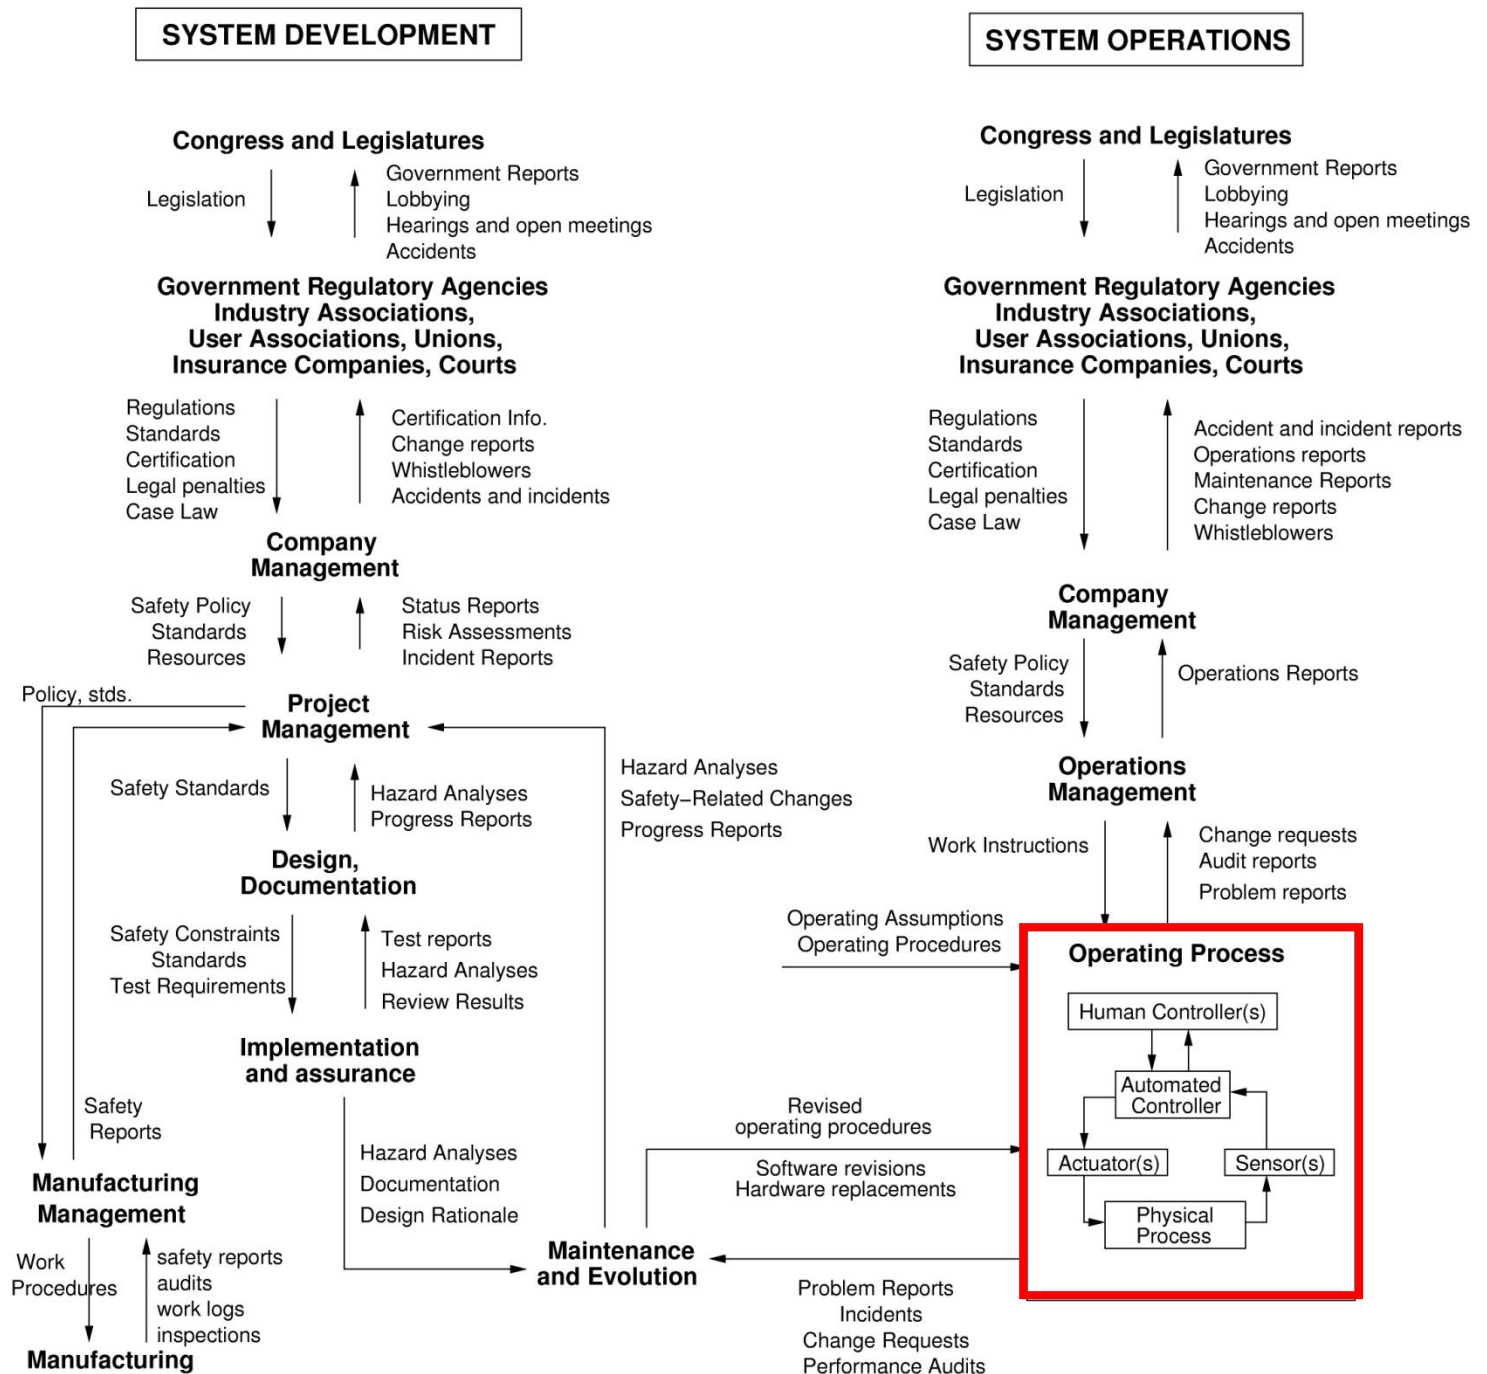 SYSTEM DEVELOPMENT
Congress and Legislatures
Legislation
Government Reports
Lobbying
Hearings and open meetings
Accidents
Government Regulatory Agencies
Industry Associations,
User Associations, Unions,
Insurance Companies, Courts
Regulations
Standards
Certification
Legal penalties
Case Law
Certification Info.
Change reports
Whistleblowers
Accidents and incidents
Company
Management
Safety Policy
Standards
Resources
Status Reports
Risk Assessments
Incident Reports
Policy, stds.
Project
Management
Safety Standards
Hazard Analyses
Progress Reports
Hazard Analyses
Safety-Related Changes
Progress Reports
Design,
Documentation
Safety Constraints
Standards
Test Requirements
Test reports
Hazard Analyses
Review Results
Implementation
and assurance
Safety
Reports
Hazard Analyses
Documentation
Design Rationale
Manufacturing
Management
Work
Procedures
safety reports
audits
work logs
inspections
Manufacturing
Maintenance
and Evolution
SYSTEM OPERATIONS
Congress and Legislatures
Legislation
Government Reports
Lobbying
Hearings and open meetings
Accidents
Government Regulatory Agencies
Industry Associations,
User Associations, Unions,
Insurance Companies, Courts
Regulations
Standards
Certification
Legal penalties
Case Law
Accident and incident reports
Operations reports
Maintenance Reports
Change reports
Whistleblowers
Company
Management
Safety Policy
Standards
Resources
Operations Reports
Operations
Management
Work Instructions
Change requests
Audit reports
Problem reports
Operating Assumptions
Operating Procedures
Operating Process
Human Controller(s)
Automated
Controller
Actuator(s)
Sensor(s)
Physical
Process
Revised
operating procedures
Software revisions
Hardware replacements
Problem Reports
Incidents
Change Requests
Performance Audits